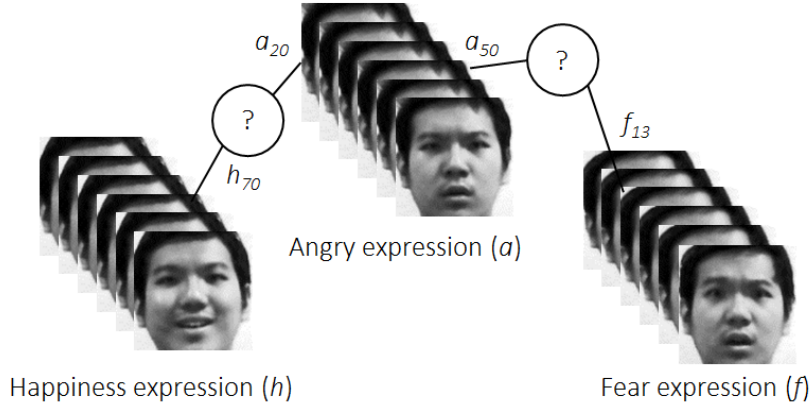 a20
a50
?
?
f13
h70
Angry expression (a)
Happiness expression (h)
Fear expression (f)